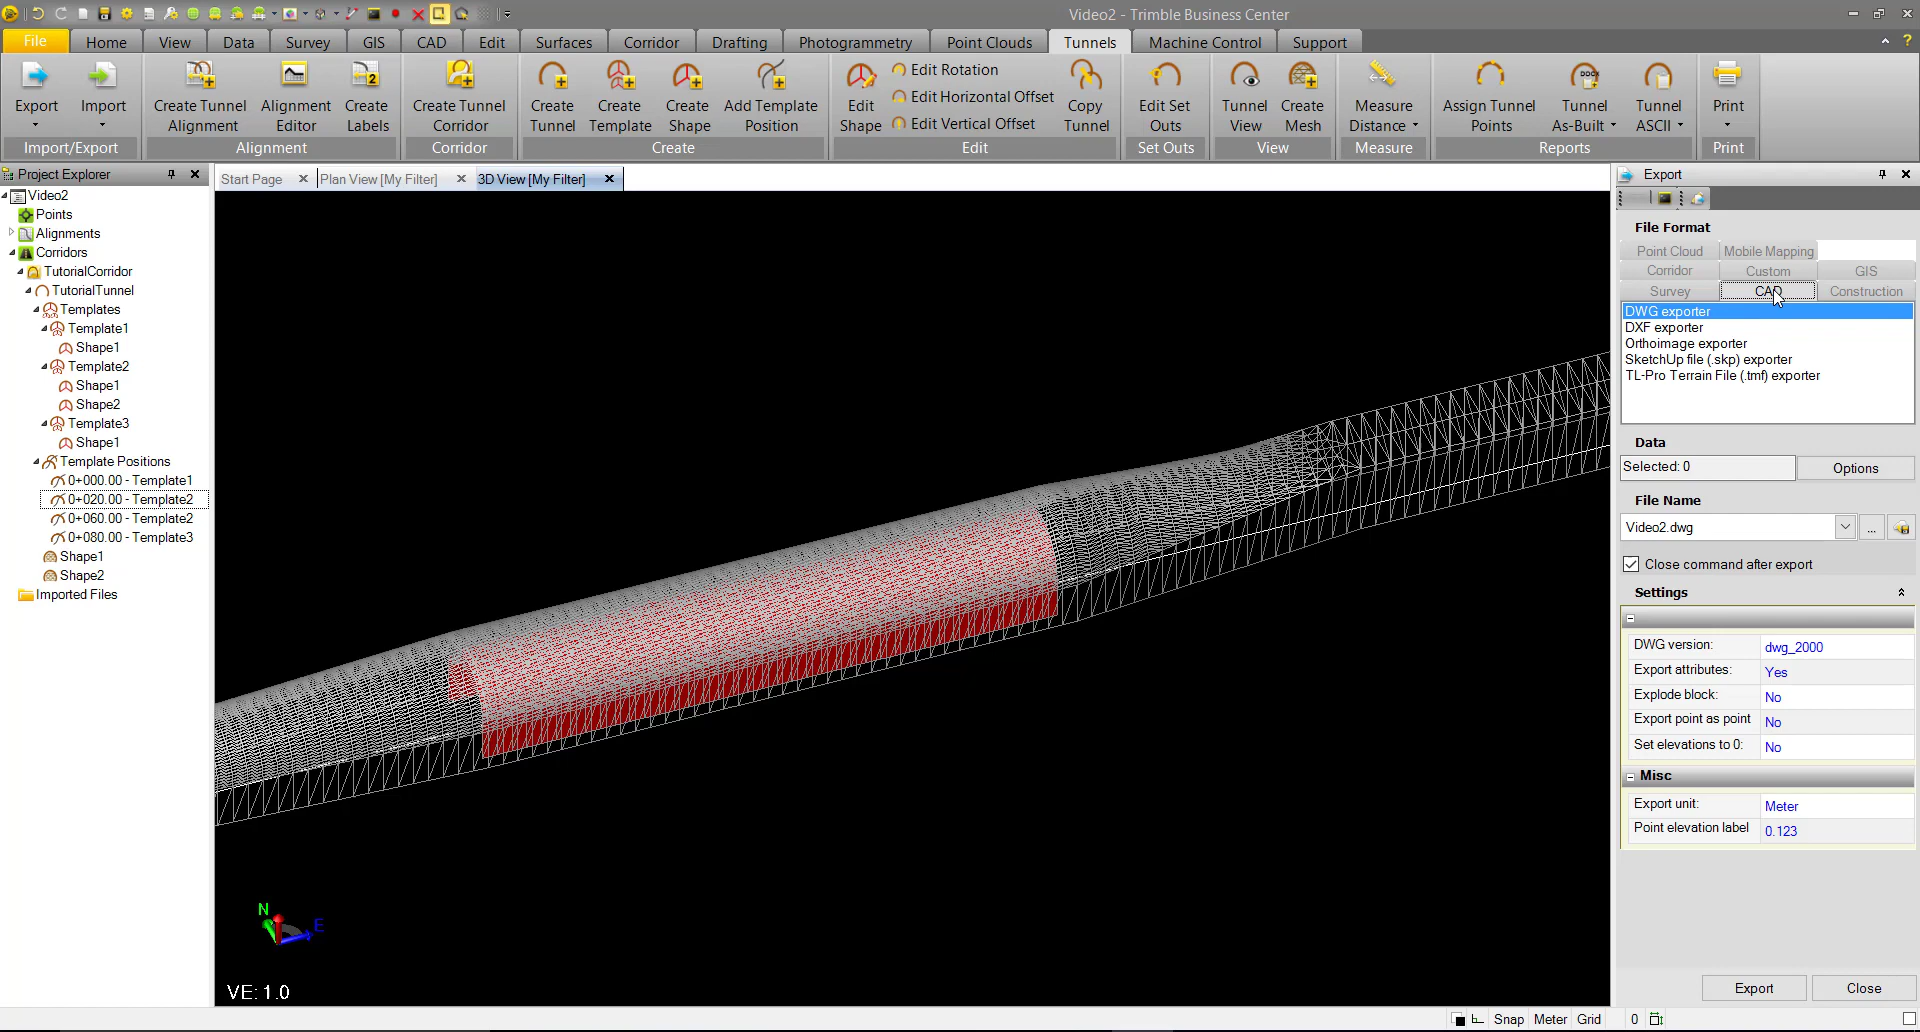 Video2 - Trimble Business Center
File Home View Data Survey GIS CAD Edit Surfaces Corridor Drafting Photogrammetry Point Clouds Tunnels Machine Control Support
Export
Import
Create Tunnel
Alignment
Alignment
Editor
Create
Labels
Create Tunnel
Corridor
Create
Tunnel
Create
Template
Create
Shape
Add Template
Position
Edit
Shape
Edit Rotation
Edit Horizontal Offset
Edit Vertical Offset
Copy
Tunnel
Edit Set
Outs
Tunnel
View
Create
Mesh
Measure
Distance
Assign Tunnel
Points
DOCX
Tunnel
As-Built
Tunnel
ASCII
Print
Import/Export Alignment Corridor Create Edit Set Outs View Measure Reports Print
Project Explorer
Video2
Points
Alignments
Corridors
TutorialCorridor
TutorialTunnel
Templates
Template1
Shape1
Template2
Shape1
Shape2
Template3
Shape1
Template Positions
0+000.00 - Template1
0+020.00 - Template2
0+060.00 - Template2
0+080.00 - Template3
Shape1
Shape2
Imported Files
Start Page Plan View [My Filter] 3D View [My Filter]
N
E
VE: 1.0
Export
File Format
Point Cloud Mobile Mapping
Corridor Custom GIS
Survey CAD Construction
DWG exporter
DXF exporter
Orthoimage exporter
SketchUp file (.skp) exporter
TL-Pro Terrain File (.tmf) exporter
Data
Selected: 0 Options
File Name
Video2.dwg ...
Close command after export
Settings
DWG version: dwg_2000
Export attributes: Yes
Explode block: No
Export point as point No
Set elevations to 0: No
Misc
Export unit: Meter
Point elevation label 0.123
Export Close
Snap Meter Grid 0